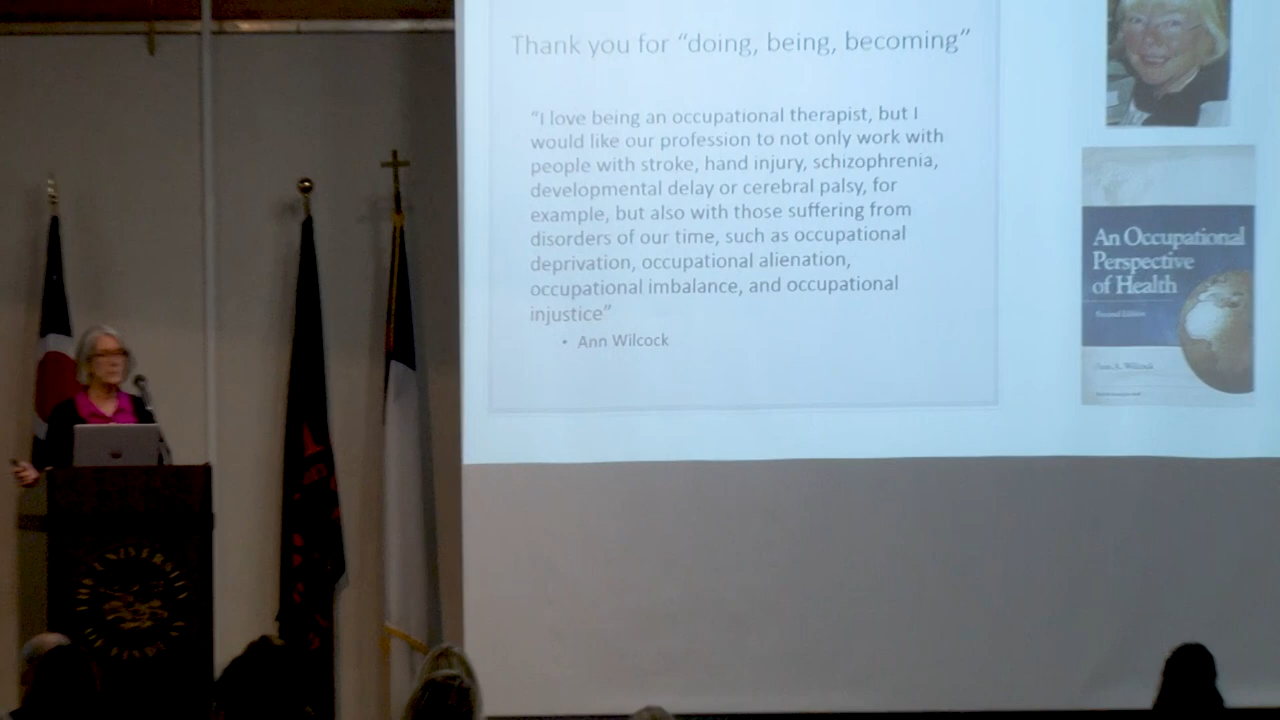 Thank you for “doing, being, becoming”
“I love being an occupational therapist, but I
would like our profession to not only work with
people with stroke, hand injury, schizophrenia,
developmental delay or cerebral palsy, for
example, but also with those suffering from
disorders of our time, such as occupational
deprivation, occupational alienation,
occupational imbalance, and occupational
injustice”
• Ann Wilcock
An Occupational
Perspective
of Health
Second Edition
Ann A. Wilcock